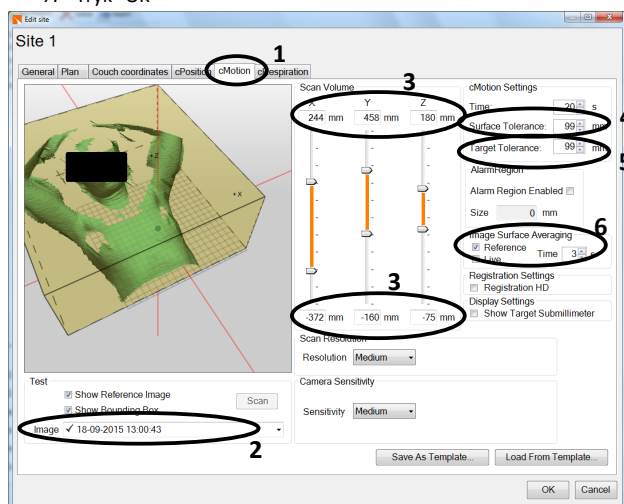 Edit site
Site 1
1
General Plan Couch coordinates cPosition cMotion
Scan Volume
3
X Y Z
244 mm 458 mm 180 mm
cMotion Settings
Time: 20 s
Surface Tolerance: 99 mm
Target Tolerance: 99 mm
5
AlarmRegion
Alarm Region Enabled
Size 0 mm
6
Image Surface Averaging
Reference
Live
Time 3 s
Registration Settings
Registration HD
Display Settings
Show Target Submillimeter
+Z
+X
3
-372 mm -160 mm -75 mm
Scan Resolution
Resolution Medium
Test
Show Reference Image
Show Bounding Box
Scan
Image ✓ 18-09-2015 13:00:43
2
Camera Sensitivity
Sensitivity Medium
Save As Template...
Load From Template...
OK Cancel